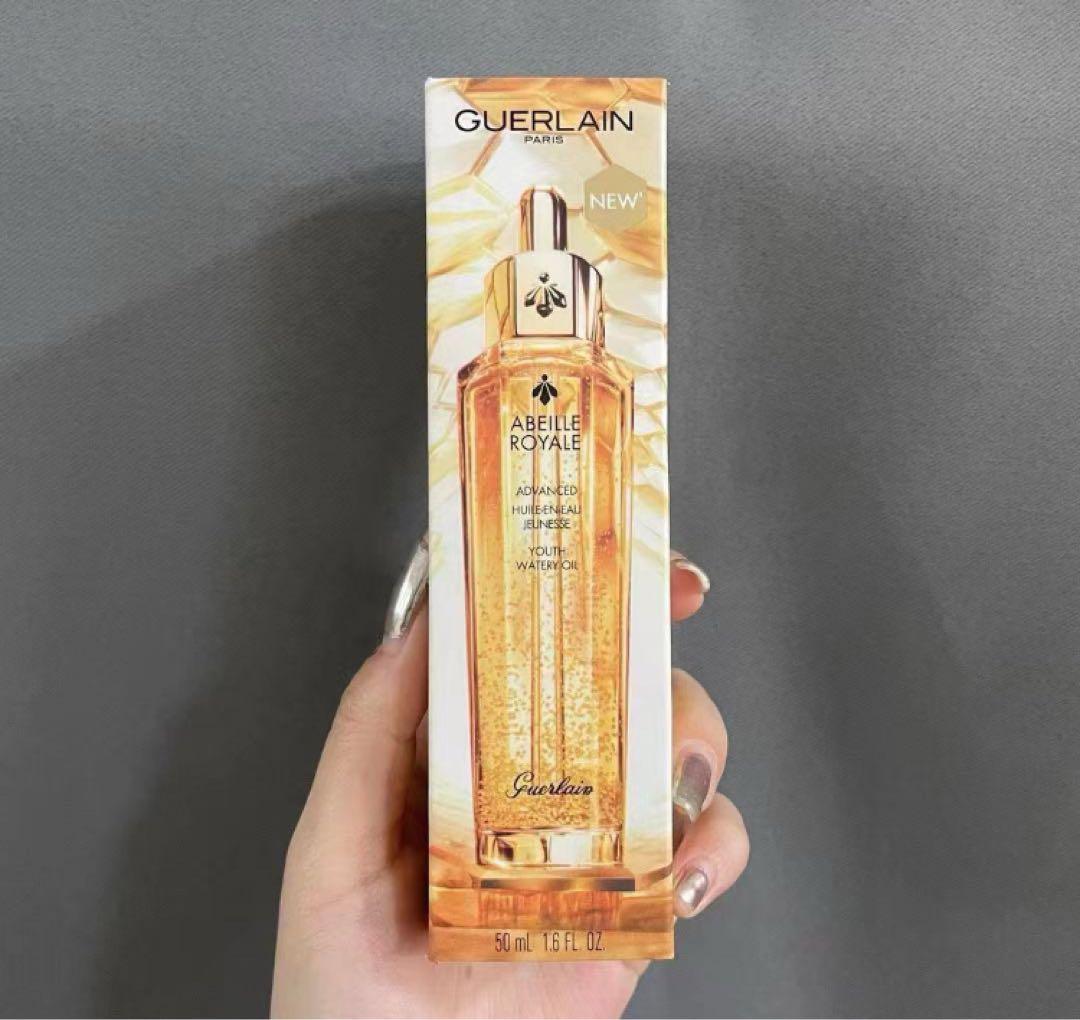 GUERLAIN
PARIS
NEW¹
ABEILLE
ROYALE
ADVANCED
HUILE-EN-EAU
JEUNESSE
YOUTH
WATERY OIL
Guerlain
50 mL 1.6 FL. OZ.